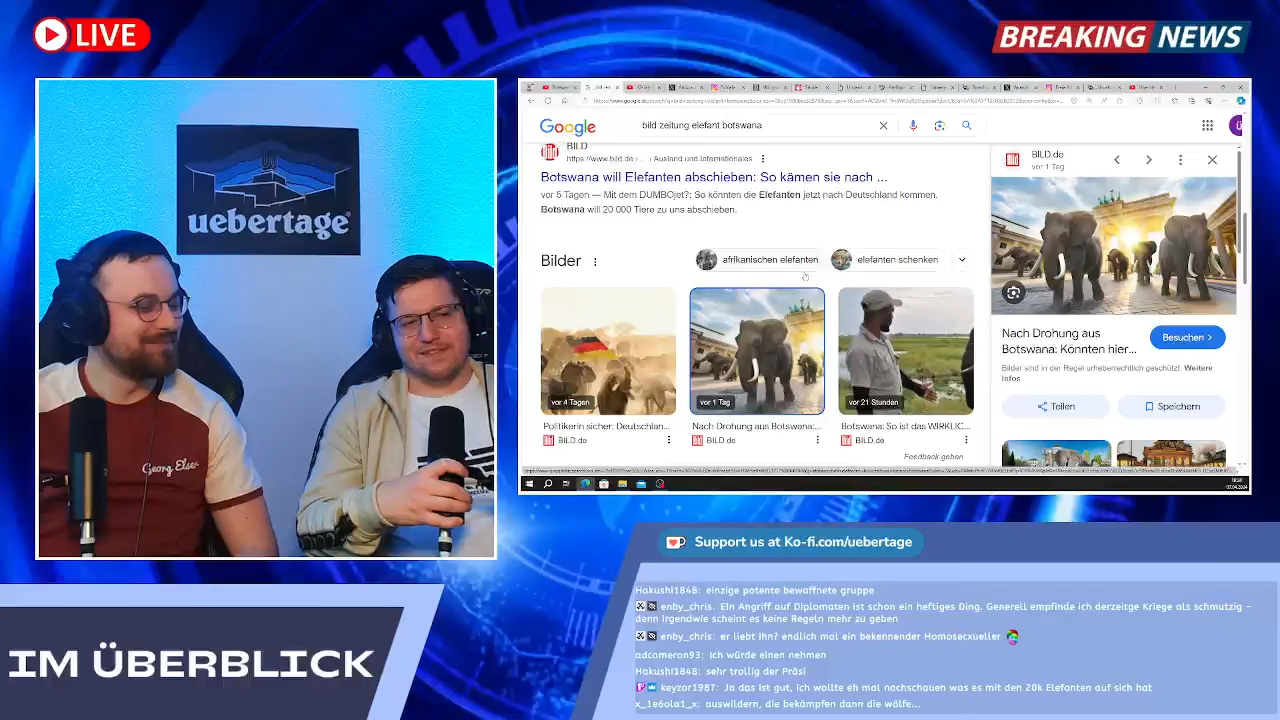 LIVE
BREAKING NEWS
uebertage
Georg Elser
Google
bild zeitung elefant botswana
BILD
https://www.bild.de › ... › Ausland und Internationales
Botswana will Elefanten abschieben: So kämen sie nach ...
vor 5 Tagen — Mit dem DUMBOjet?: So könnten die Elefanten jetzt nach Deutschland kommen.
Botswana will 20 000 Tiere zu uns abschieben.
Bilder
afrikanischen elefanten
elefanten schenken
vor 4 Tagen
vor 1 Tag
vor 21 Stunden
Politikerin sicher: Deutschlan...
Nach Drohung aus Botswana:...
Botswana: So ist das WIRKLIC...
BILD.de
BILD.de
BILD.de
Feedback geben
BILD.de
vor 1 Tag
Nach Drohung aus
Botswana: Könnten hier...
Besuchen
Bilder sind in der Regel urheberrechtlich geschützt. Weitere
Infos
Teilen
Speichern
07.04.2024
Support us at Ko-fi.com/uebertage
Hakushi1848: einzige potente bewaffnete gruppe
enby_chris: Ein Angriff auf Diplomaten ist schon ein heftiges Ding. Generell empfinde ich derzeitge Kriege als schmutzig -
denn irgendwie scheint es keine Regeln mehr zu geben
enby_chris: er liebt ihn? endlich mal ein bekennender Homosecxueller
adcameron93: Ich würde einen nehmen
Hakushi1848: sehr trollig der Präsi
keyzor1987: Ja das ist gut, ich wollte eh mal nachschauen was es mit den 20k Elefanten auf sich hat
x_1e6ola1_x: auswildern, die bekämpfen dann die wölfe...
IM ÜBERBLICK